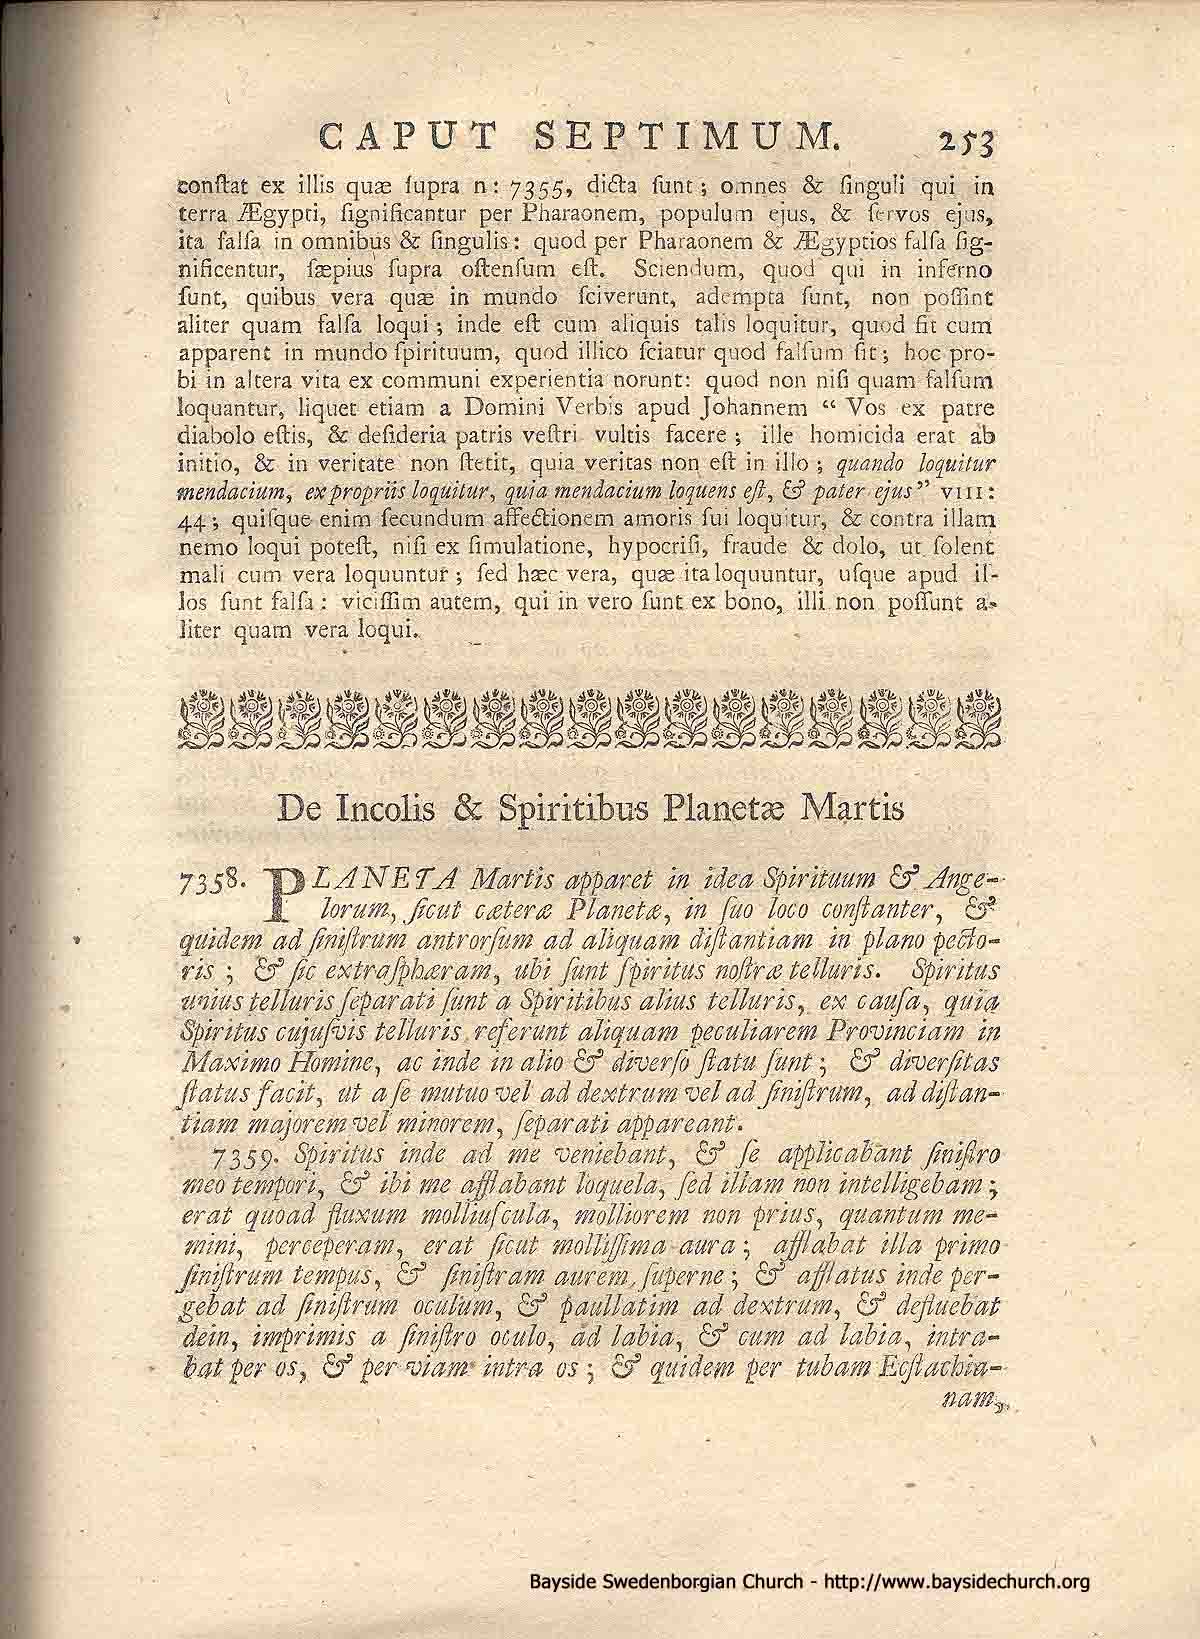 CAPUT SEPTIMUM. 253
conſtat ex illis quæ ſupra n: 7355, dicta ſunt; omnes & ſinguli qui in
terra Ægypti, ſignificantur per Pharaonem, populum ejus, & ſervos ejus,
ita falſa in omnibus & ſingulis: quod per Pharaonem & Ægyptios falſa ſig-
nificentur, ſæpius ſupra oſtenſum eſt. Sciendum, quod qui in inferno
ſunt, quibus vera quæ in mundo ſciverunt, adempta ſunt, non poſſint
aliter quam falſa loqui; inde eſt cum aliquis talis loquitur, quod fit cum
apparent in mundo ſpirituum, quod illico ſciatur quod falſum ſit; hoc pro-
bi in altera vita ex communi experientia norunt: quod non niſi quam falſum
loquantur, liquet etiam a Domini Verbis apud Johannem “ Vos ex patre
diabolo eſtis, & deſideria patris veſtri vultis facere; ille homicida erat ab
initio, & in veritate non ſtetit, quia veritas non eſt in illo; quando loquitur
mendacium, ex propriis loquitur, quia mendacium loquens eſt, & pater ejus” VIII:
44; quiſque enim ſecundum affectionem amoris ſui loquitur, & contra illam
nemo loqui poteſt, niſi ex ſimulatione, hypocriſi, fraude & dolo, ut ſolent
mali cum vera loquuntur; ſed hæc vera, quæ ita loquuntur, uſque apud il-
los ſunt falſa: viciſſim autem, qui in vero ſunt ex bono, illi non poſſunt a-
liter quam vera loqui.
De Incolis & Spiritibus Planetæ Martis
7358. PLANETA Martis apparet in idea Spirituum & Ange-
lorum, ſicut cæteræ Planetæ, in ſuo loco conſtanter, &
quidem ad ſiniſtrum antrorſum ad aliquam diſtantiam in plano pecto-
ris; & ſic extra ſphæram, ubi ſunt ſpiritus noſtræ telluris. Spiritus
unius telluris ſeparati ſunt a Spiritibus alius telluris, ex cauſa, quia
Spiritus cujuſvis telluris referunt aliquam peculiarem Provinciam in
Maximo Homine, ac inde in alio & diverſo ſtatu ſunt; & diverſitas
ſtatus facit, ut a ſe mutuo vel ad dextrum vel ad ſiniſtrum, ad diſtan-
tiam majorem vel minorem, ſeparati appareant.
7359. Spiritus inde ad me veniebant, & ſe applicabant ſiniſtro
meo tempori, & ibi me afflabant loquela, ſed illam non intelligebam;
erat quoad fluxum molliuſcula, molliorem non prius, quantum me-
mini, perceperam, erat ſicut molliſſima aura; afflabat illa primo
ſiniſtrum tempus, & ſiniſtram aurem ſuperne; & afflatus inde per-
gebat ad ſiniſtrum oculum, & paullatim ad dextrum, & defluebat
dein, imprimis a ſiniſtro oculo, ad labia, & cum ad labia, intra-
bat per os, & per viam intra os; & quidem per tubam Ecſtachia-
nam,
Bayside Swedenborgian Church - http://www.baysidechurch.org